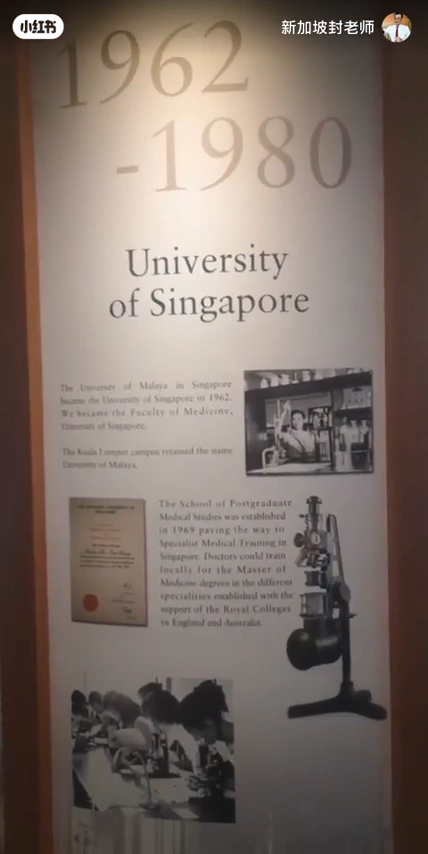 小红书
新加坡封老师
1962
-1980
University
of Singapore
The University of Malaya in Singapore
became the University of Singapore in 1962.
We became the Faculty of Medicine,
University of Singapore.
The Kuala Lumpur campus retained the name
University of Malaya.
The School of Postgraduate
Medical Studies was established
in 1969 paving the way to
Specialist Medical Training in
Singapore. Doctors could train
locally for the Master of
Medicine degrees in the different
specialities established with the
support of the Royal Colleges
in England and Australia.